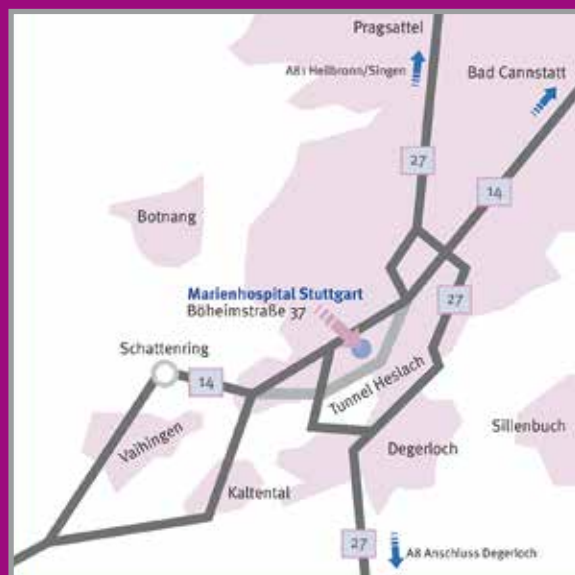 Pragsattel
A81 Heilbronn/Singen
Bad Cannstatt
27
14
Botnang
27
Marienhospital Stuttgart
Böheimstraße 37
Schattenring
14
Tunnel Heslach
Vaihingen
Degerloch
Sillenbuch
Kaltental
27
A8 Anschluss Degerloch